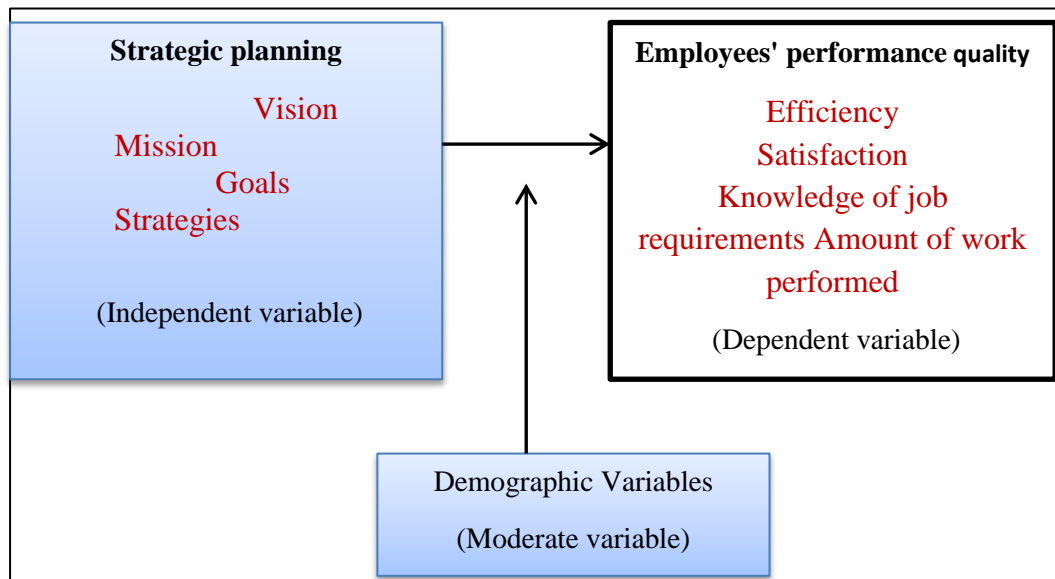 Strategic planning
Vision
Mission
Goals
Strategies
(Independent variable)
Employees' performance quality
Efficiency
Satisfaction
Knowledge of job
requirements Amount of work
performed
(Dependent variable)
Demographic Variables
(Moderate variable)